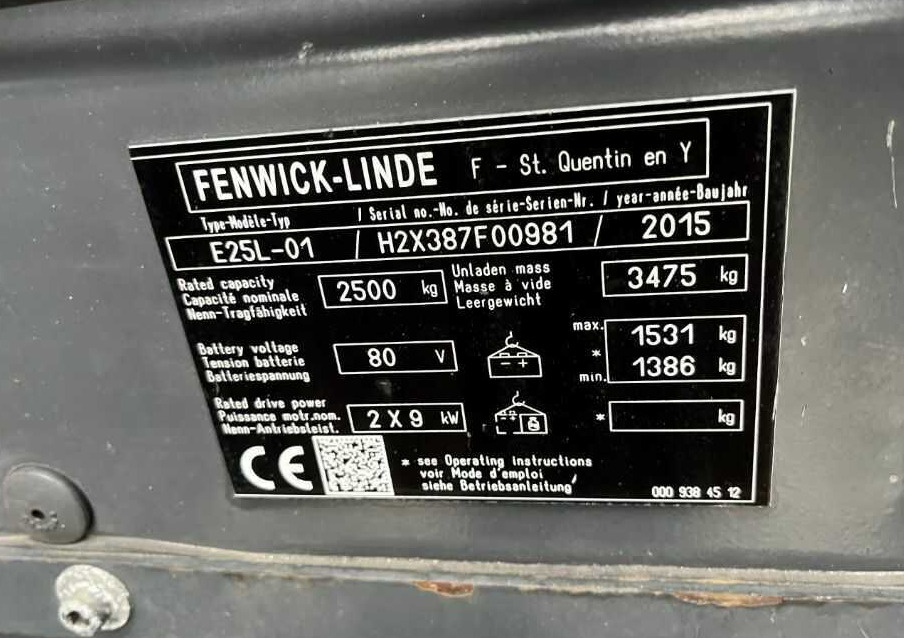 FENWICK-LINDE F - St. Quentin en Y
Type-Modèle-Typ / Serial no.-No. de série-Serien-Nr. / year-année-Baujahr
E25L-01 / H2X387F00981 / 2015
Rated capacity
Capacité nominale
Nenn-Tragfähigkeit
2500 kg
Unladen mass
Masse à vide
Leergewicht
3475 kg
Battery voltage
Tension batterie
Batteriespannung
80 V
- +
max. 1531 kg
*
min. 1386 kg
Rated drive power
Puissance motr.nom.
Nenn-Antriebsleist.
2 X 9 kW
* kg
CE
* see Operating instructions
voir Mode d'emploi
siehe Betriebsanleitung
000 938 45 12